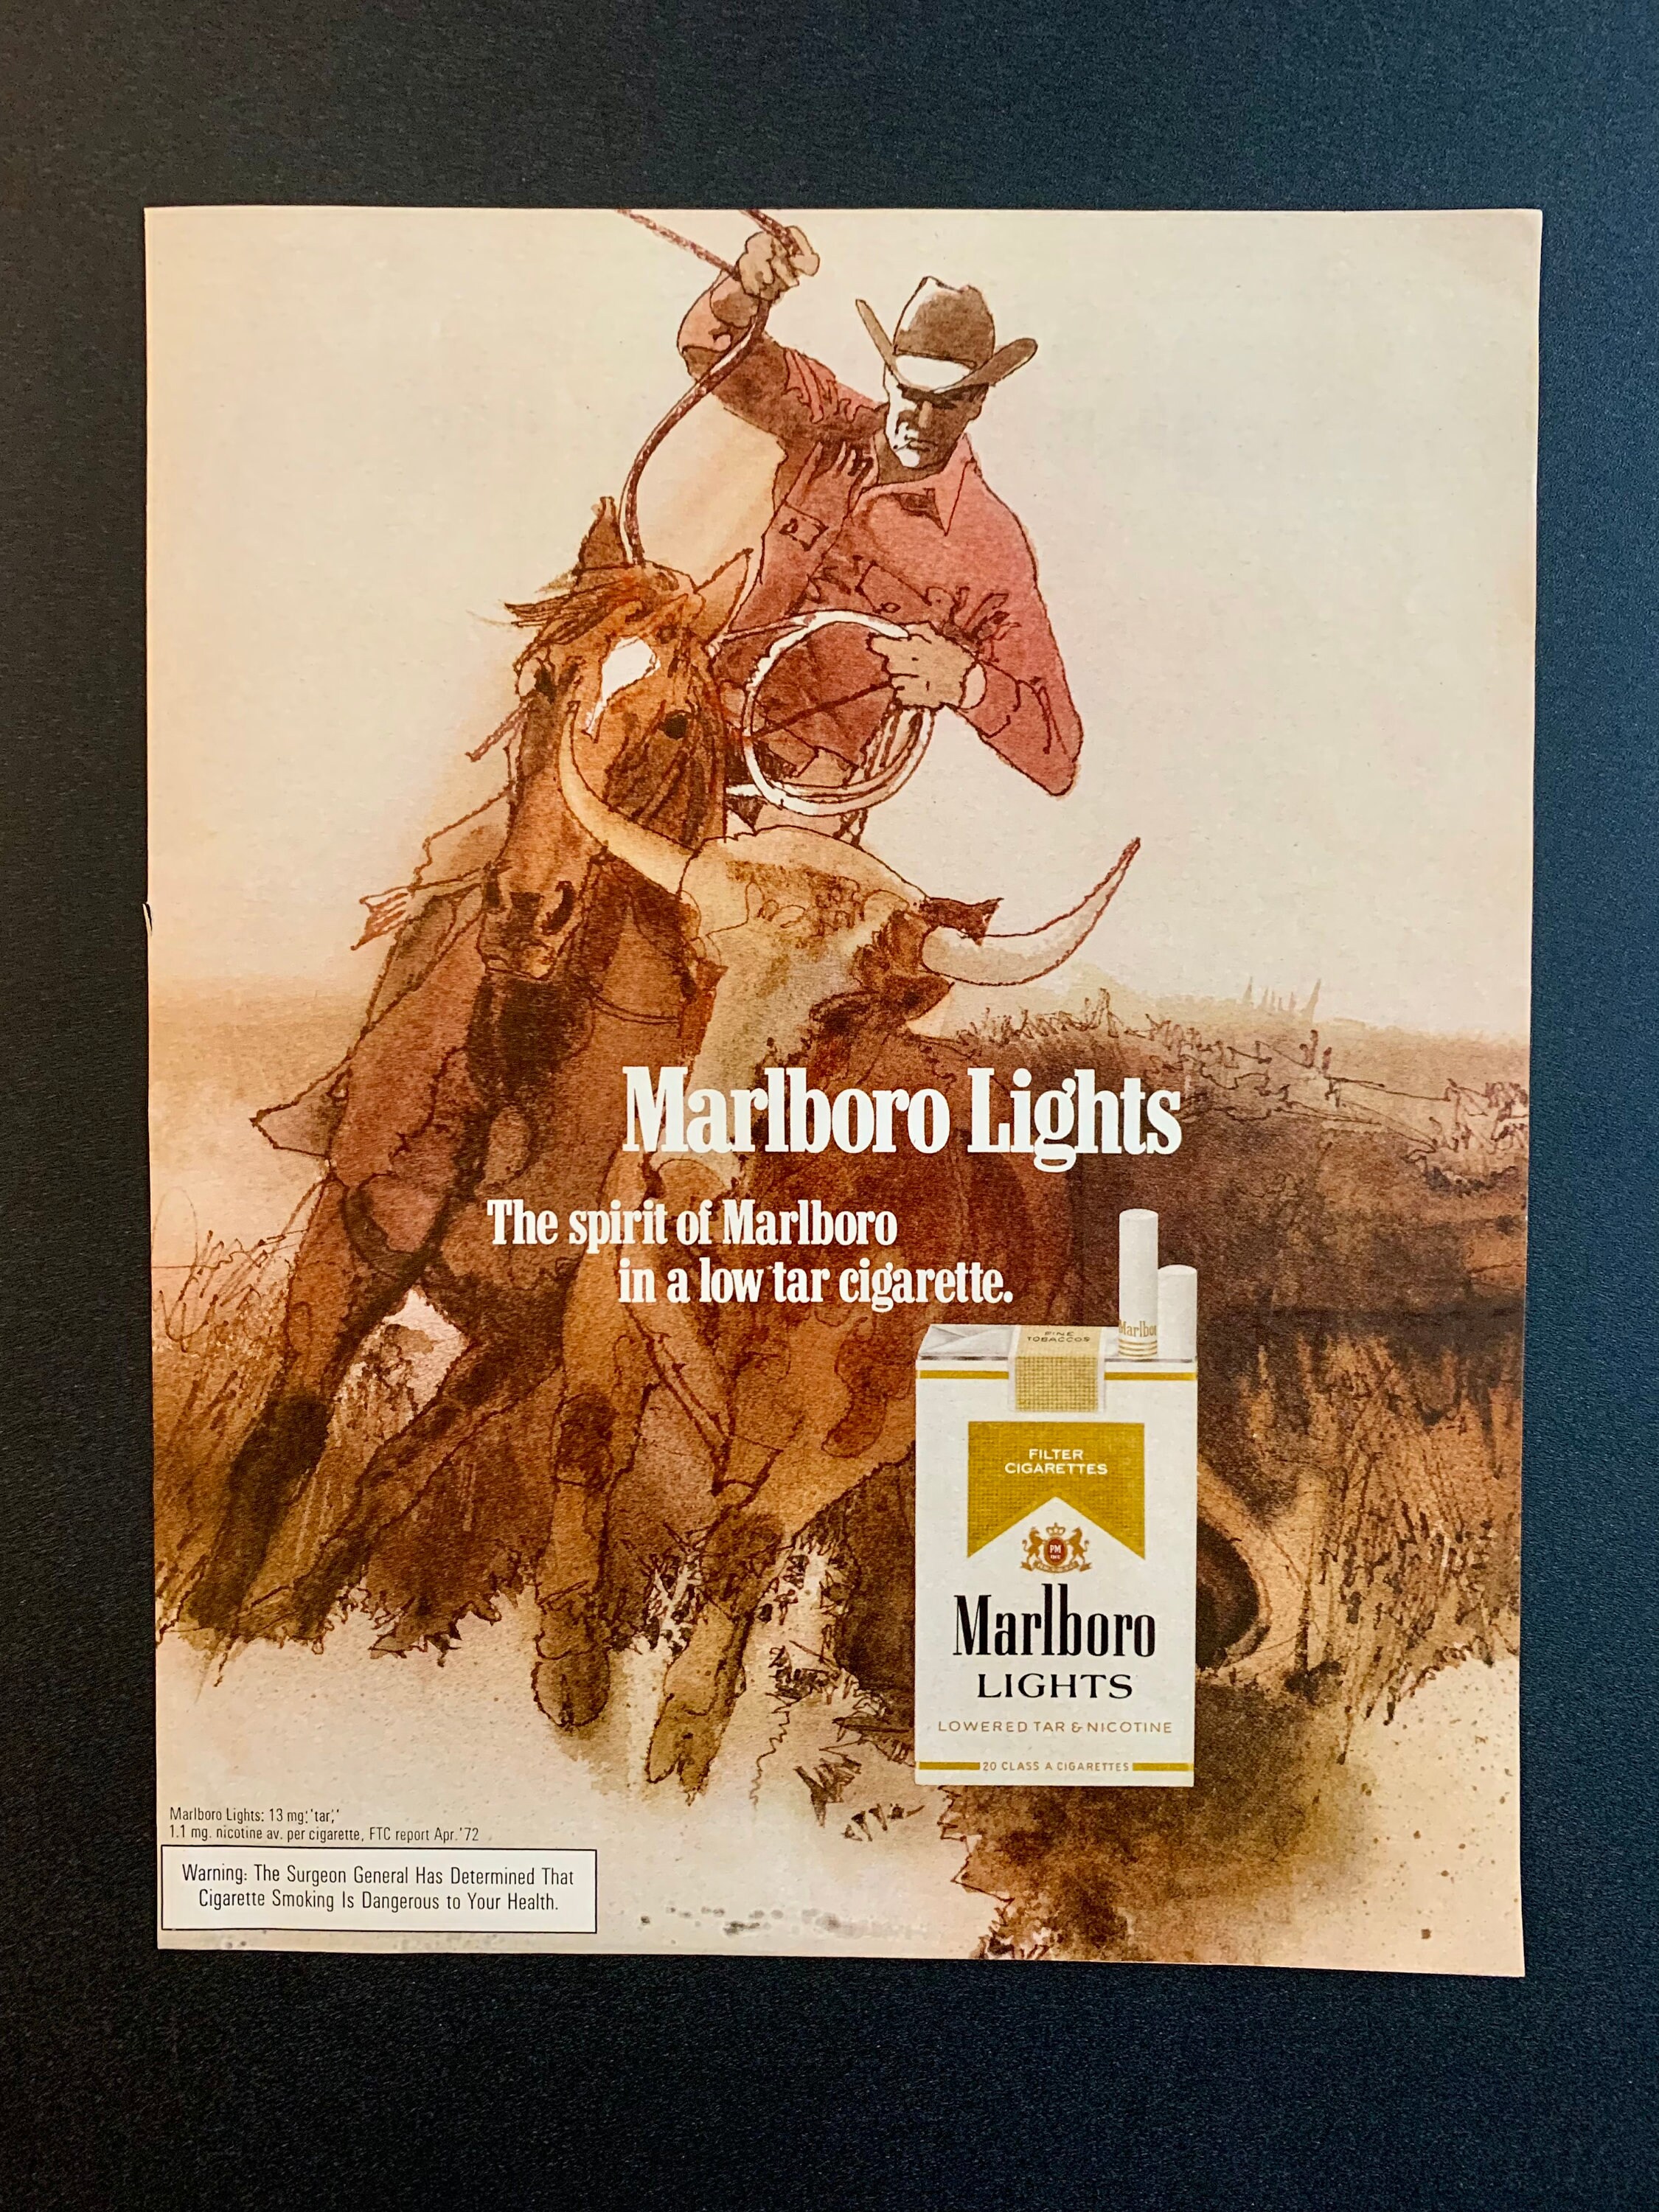 Marlboro Lights
The spirit of Marlboro
in a low tar cigarette.
Marlbor
FINE
TOBACCOS
FILTER
CIGARETTES
PM
Marlboro
LIGHTS
LOWERED TAR & NICOTINE
20 CLASS A CIGARETTES
Marlboro Lights: 13 mg. "tar,"
1.1 mg. nicotine av. per cigarette, FTC report Apr. '72
Warning: The Surgeon General Has Determined That
Cigarette Smoking Is Dangerous to Your Health.